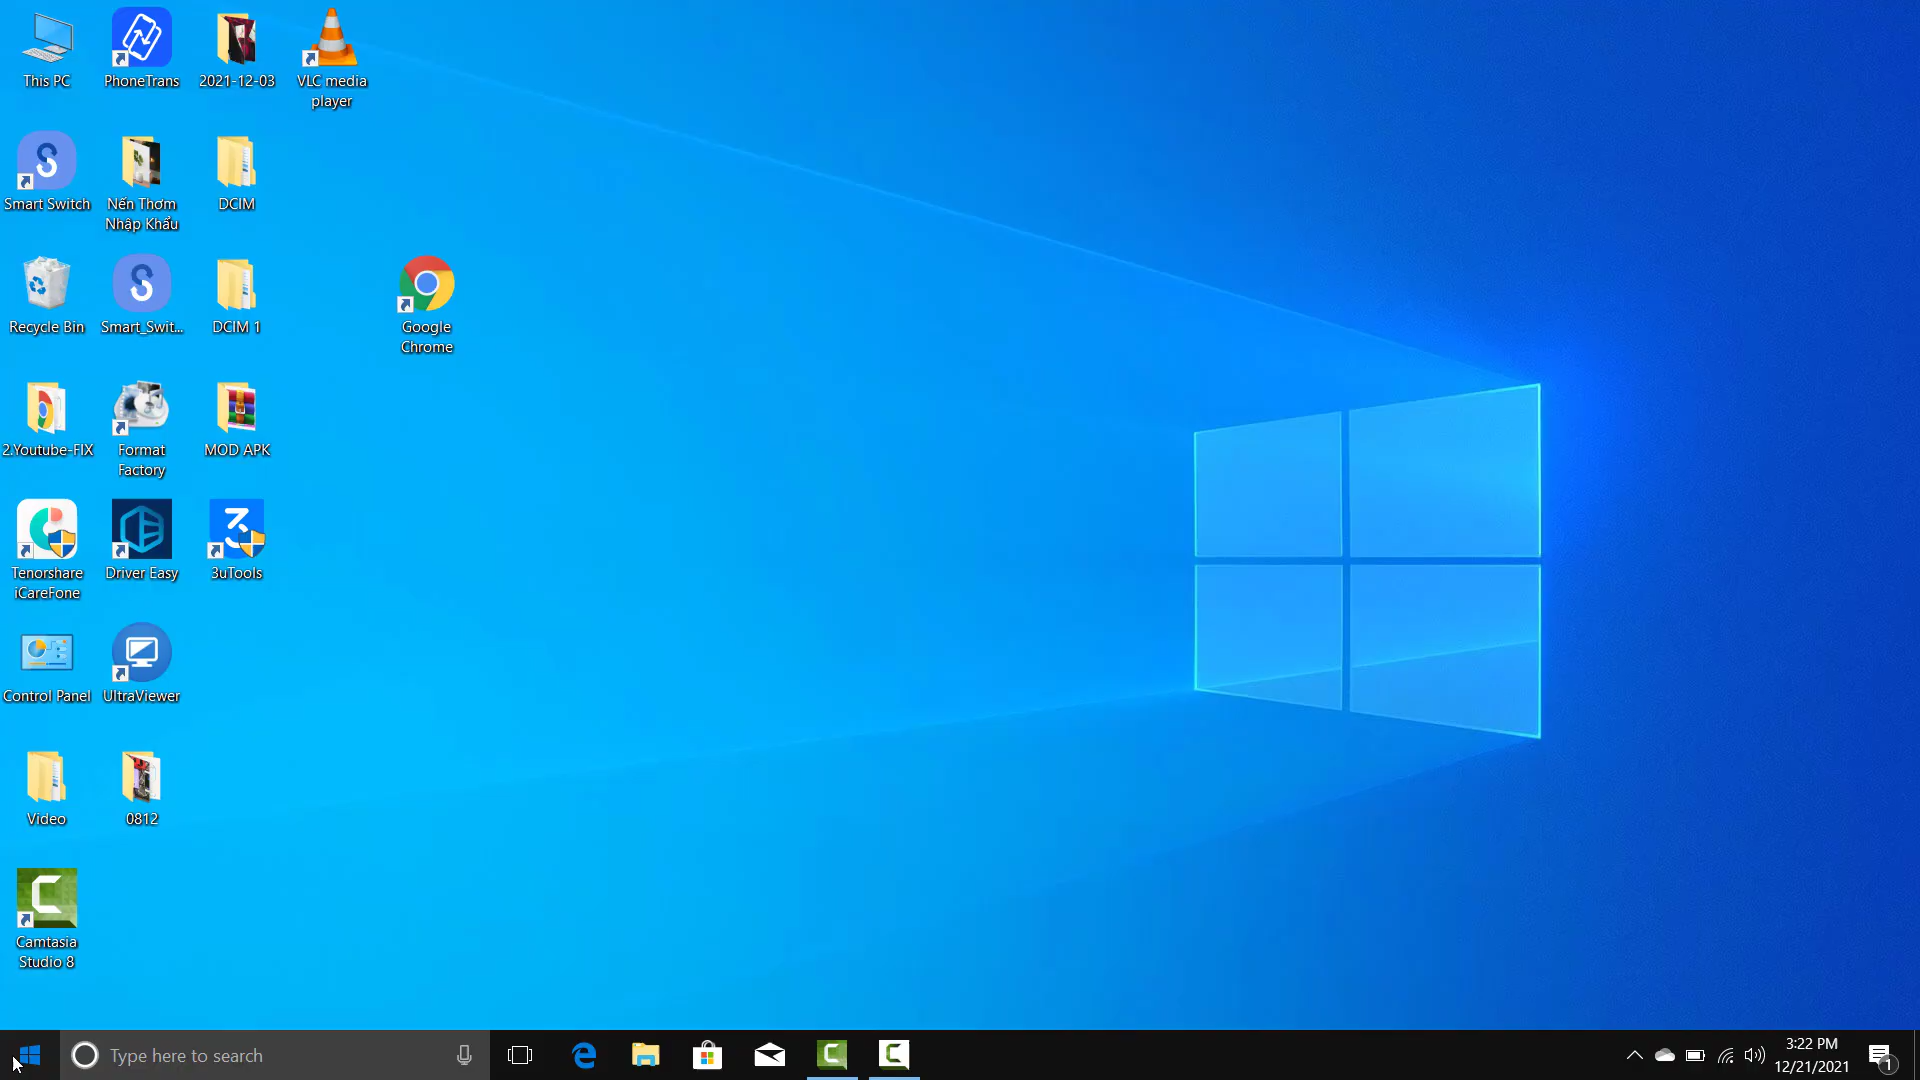 This PC
PhoneTrans
2021-12-03
VLC media
player
Smart Switch
Nến Thơm
Nhập Khẩu
DCIM
Recycle Bin
Smart_Swit...
DCIM 1
Google
Chrome
2.Youtube-FIX
Format
Factory
MOD APK
Tenorshare
iCareFone
Driver Easy
3uTools
Control Panel
UltraViewer
Video
0812
Camtasia
Studio 8
Type here to search
3:22 PM
12/21/2021
1